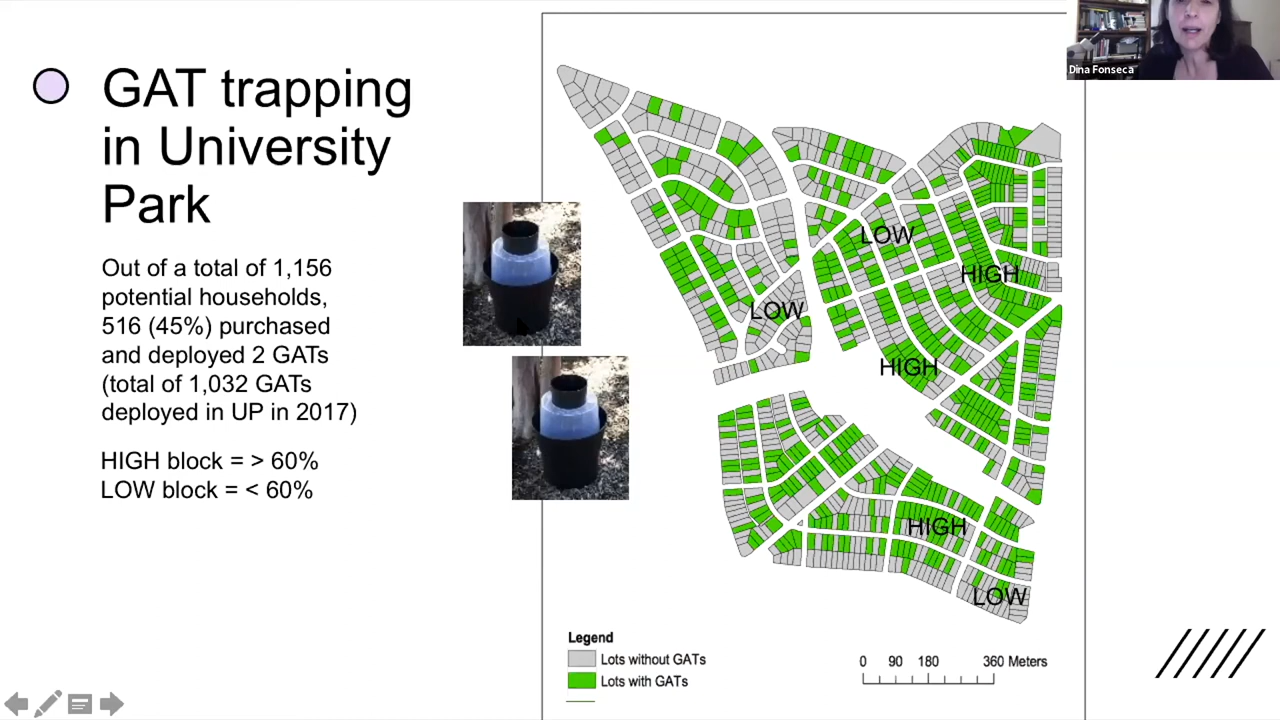 Dina Fonseca
GAT trapping
in University
Park
Out of a total of 1,156
potential households,
516 (45%) purchased
and deployed 2 GATs
(total of 1,032 GATs
deployed in UP in 2017)
HIGH block = > 60%
LOW block = < 60%
LOW
HIGH
LOW
HIGH
HIGH
LOW
Legend
Lots without GATs
Lots with GATs
0 90 180 360 Meters